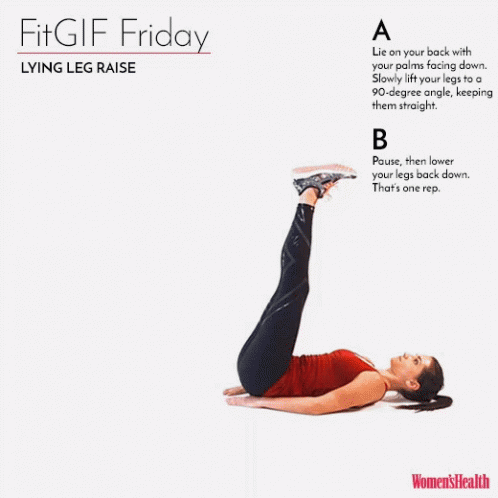 FitGIF Friday
LYING LEG RAISE
A
Lie on your back with
your palms facing down.
Slowly lift your legs to a
90-degree angle, keeping
them straight.
B
Pause, then lower
your legs back down.
That's one rep.
Women'sHealth